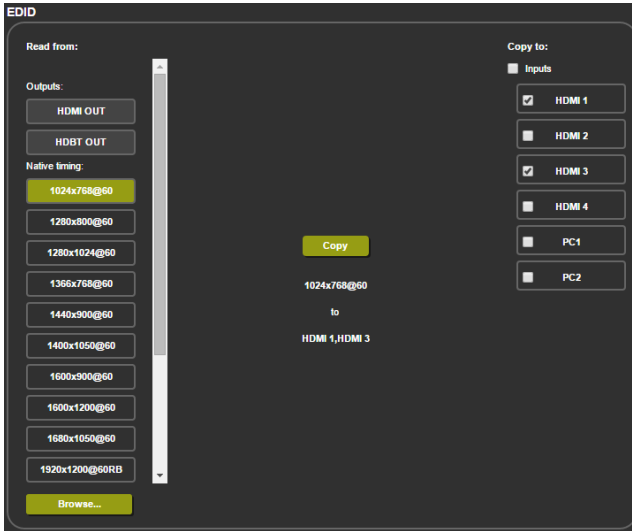 EDID
Read from:
Outputs:
HDMI OUT
HDBT OUT
Native timing:
1024x768@60
1280x800@60
1280x1024@60
1366x768@60
1440x900@60
1400x1050@60
1600x900@60
1600x1200@60
1680x1050@60
1920x1200@60RB
Browse...
Copy
1024x768@60
to
HDMI 1,HDMI 3
Copy to:
Inputs
HDMI 1
HDMI 2
HDMI 3
HDMI 4
PC1
PC2